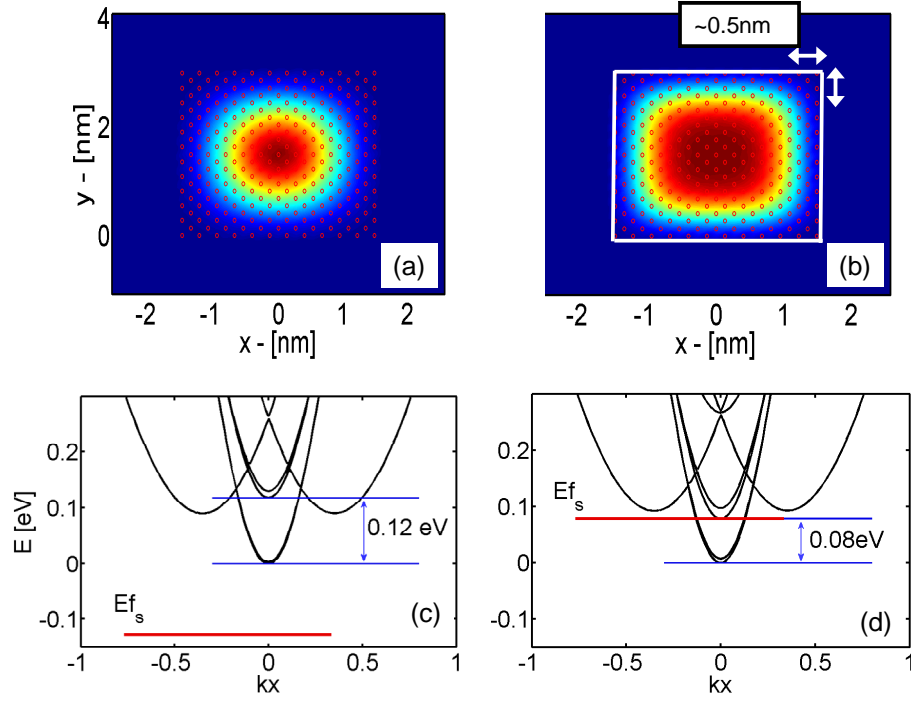 4
2
0
y - [nm]
(a)
-2 -1 0 1 2
x - [nm]
~0.5nm
(b)
-2 -1 0 1 2
x - [nm]
0.2
0.1
0
-0.1
E [eV]
0.12 eV
Ef_s
(c)
-1 -0.5 0 0.5 1
kx
0.2
0.1
0
-0.1
Ef_s
0.08eV
(d)
-1 -0.5 0 0.5 1
kx